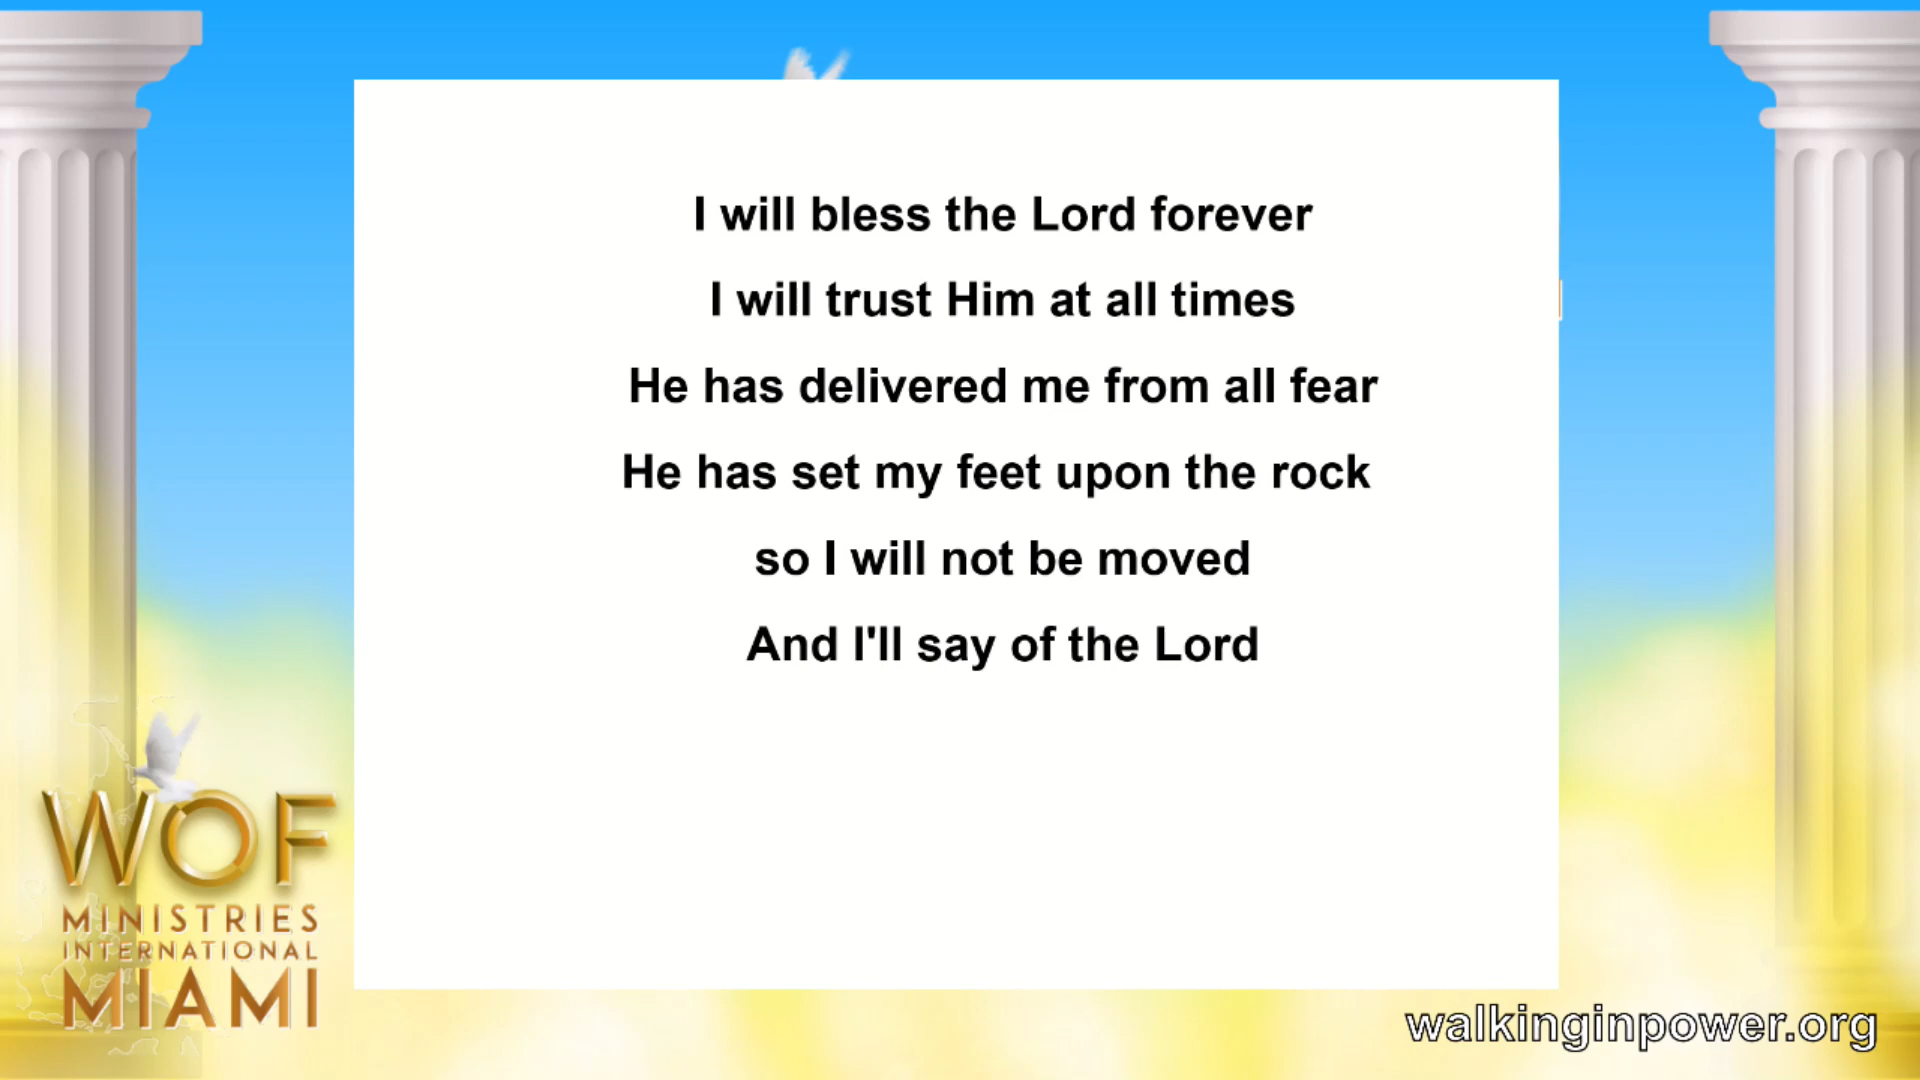 I will bless the Lord forever
I will trust Him at all times
He has delivered me from all fear
He has set my feet upon the rock
so I will not be moved
And I'll say of the Lord
WOF
MINISTRIES
INTERNATIONAL
MIAMI
walkinginpower.org